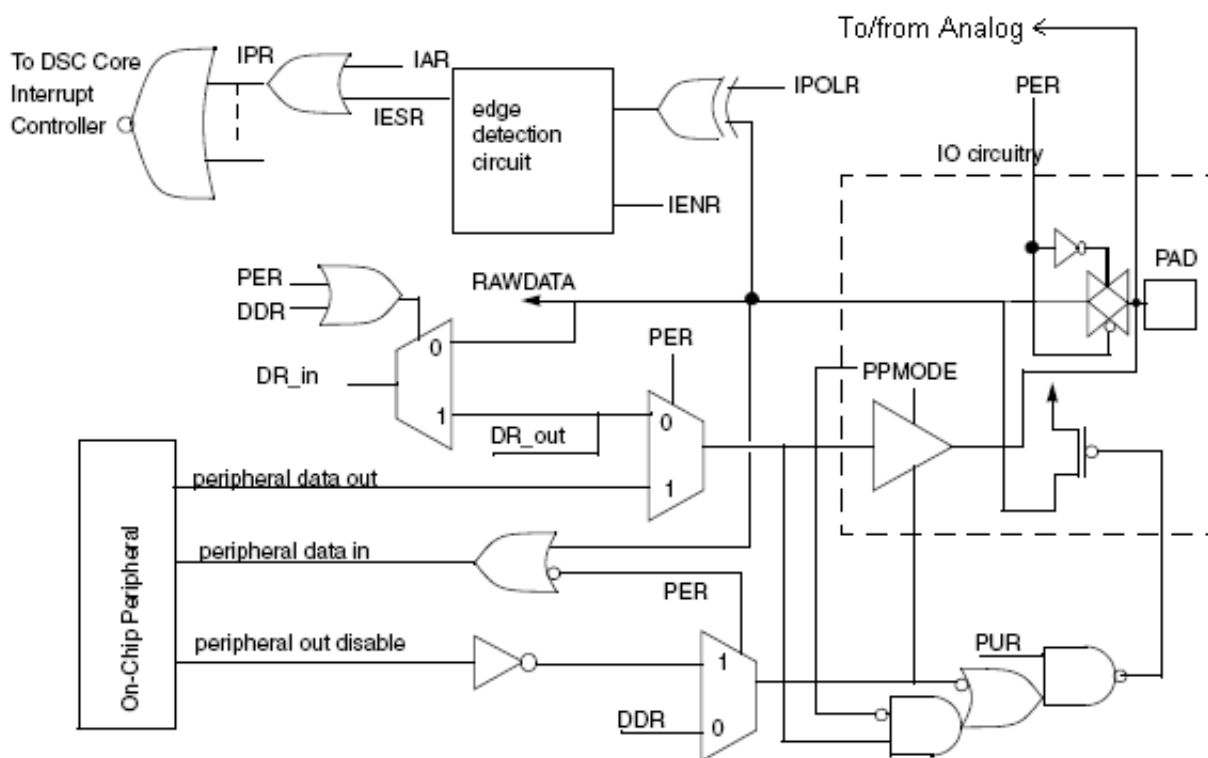 To/from Analog
To DSC Core
Interrupt
Controller
IPR
IAR
IESR
edge
detection
circuit
IPOLR
IENR
PER
IO circuitry
PAD
PER
DDR
RAWDATA
0
1
DR_in
PER
DR_out
0
1
PPMODE
On-Chip Peripheral
peripheral data out
peripheral data in
PER
peripheral out disable
1
0
DDR
PUR